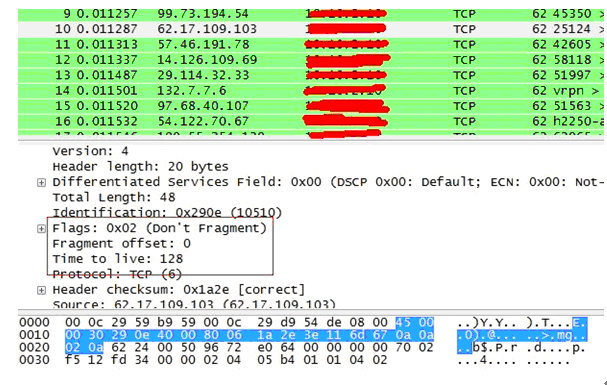 9 0.011257 99.73.194.54 TCP 62 45350 >
10 0.011287 62.17.109.103 TCP 62 25124 >
11 0.011313 57.46.191.78 TCP 62 42605 >
12 0.011337 14.126.109.69 TCP 62 58118 >
13 0.011487 29.114.32.33 TCP 62 51997 >
14 0.011501 132.7.7.6 TCP 62 vrpn >
15 0.011520 97.68.40.107 TCP 62 51563 >
16 0.011532 54.122.70.67 TCP 62 h2250-a
Version: 4
Header length: 20 bytes
Differentiated Services Field: 0x00 (DSCP 0x00: Default; ECN: 0x00: Not-
Total Length: 48
Identification: 0x290e (10510)
Flags: 0x02 (Don't Fragment)
Fragment offset: 0
Time to live: 128
Protocol: TCP (6)
Header checksum: 0x1a2e [correct]
Source: 62.17.109.103 (62.17.109.103)
0000 00 0c 29 59 b9 59 00 0c 29 d9 54 de 08 00 45 00 ..)Y.Y.. ).T...E.
0010 00 30 29 0e 40 00 80 06 1a 2e 3e 11 6d 67 0a 0a .0).@... ..>.mg..
0020 02 0a 62 24 00 50 96 72 e0 64 00 00 00 00 70 02 ..b$.P.r .d....p.
0030 f5 12 fd 34 00 00 02 04 05 b4 01 01 04 02 ...4.... ......